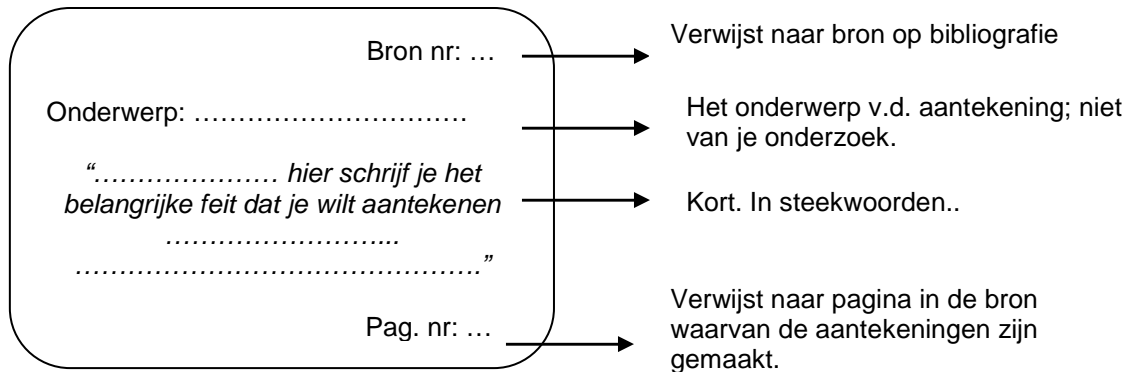 Bron nr: …
Verwijst naar bron op bibliografie
Onderwerp: ……………………………
Het onderwerp v.d. aantekening; niet
van je onderzoek.
“………………… hier schrijf je het
belangrijke feit dat je wilt aantekenen
……………………...
……………………………………….”
Kort. In steekwoorden..
Pag. nr: …
Verwijst naar pagina in de bron
waarvan de aantekeningen zijn
gemaakt.